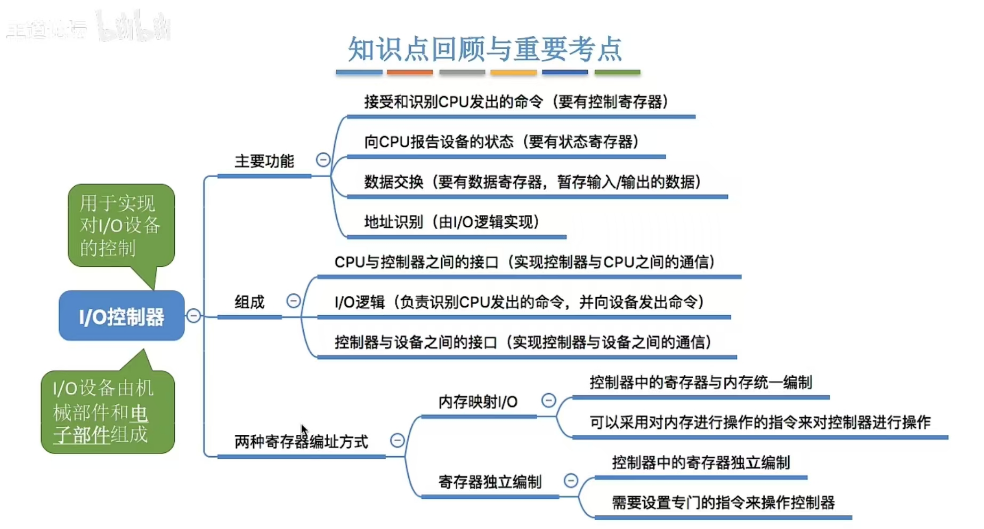 bilibili
知识点回顾与重要考点
接受和识别CPU发出的命令（要有控制寄存器）
向CPU报告设备的状态（要有状态寄存器）
主要功能
数据交换（要有数据寄存器，暂存输入/输出的数据）
地址识别（由I/O逻辑实现）
用于实现
对I/O设备
的控制
CPU与控制器之间的接口（实现控制器与CPU之间的通信）
组成
I/O逻辑（负责识别CPU发出的命令，并向设备发出命令）
I/O控制器
控制器与设备之间的接口（实现控制器与设备之间的通信）
I/O设备由机
械部件和电
子部件组成
控制器中的寄存器与内存统一编制
内存映射I/O
可以采用对内存进行操作的指令来对控制器进行操作
两种寄存器编址方式
控制器中的寄存器独立编制
寄存器独立编制
需要设置专门的指令来操作控制器